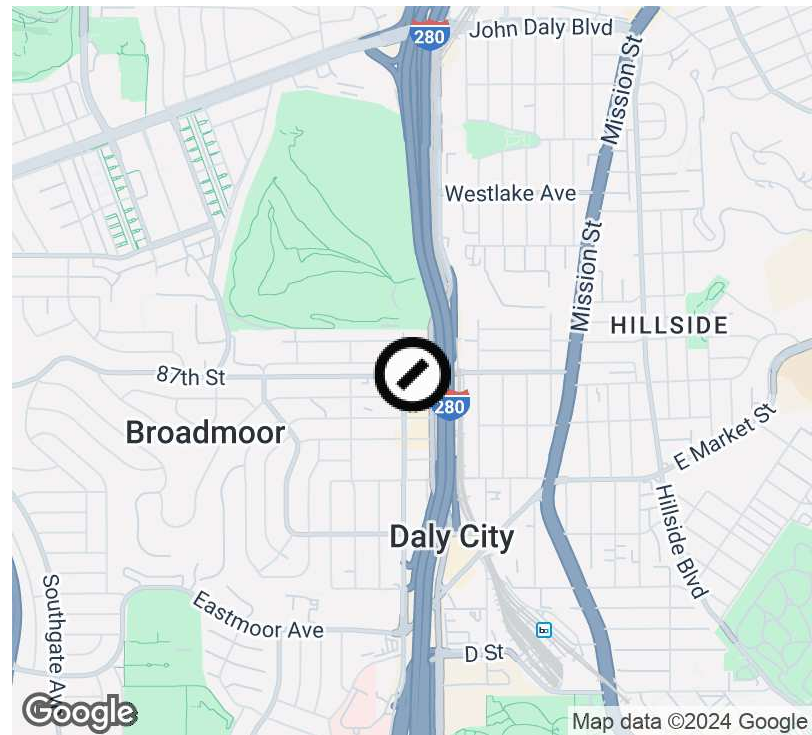 280
John Daly Blvd
Mission St
Westlake Ave
Mission St
HILLSIDE
87th St
280
Broadmoor
E Market St
Daly City
Hillside Blvd
Southgate Av
Eastmoor Ave
D St
Google
Map data ©2024 Google